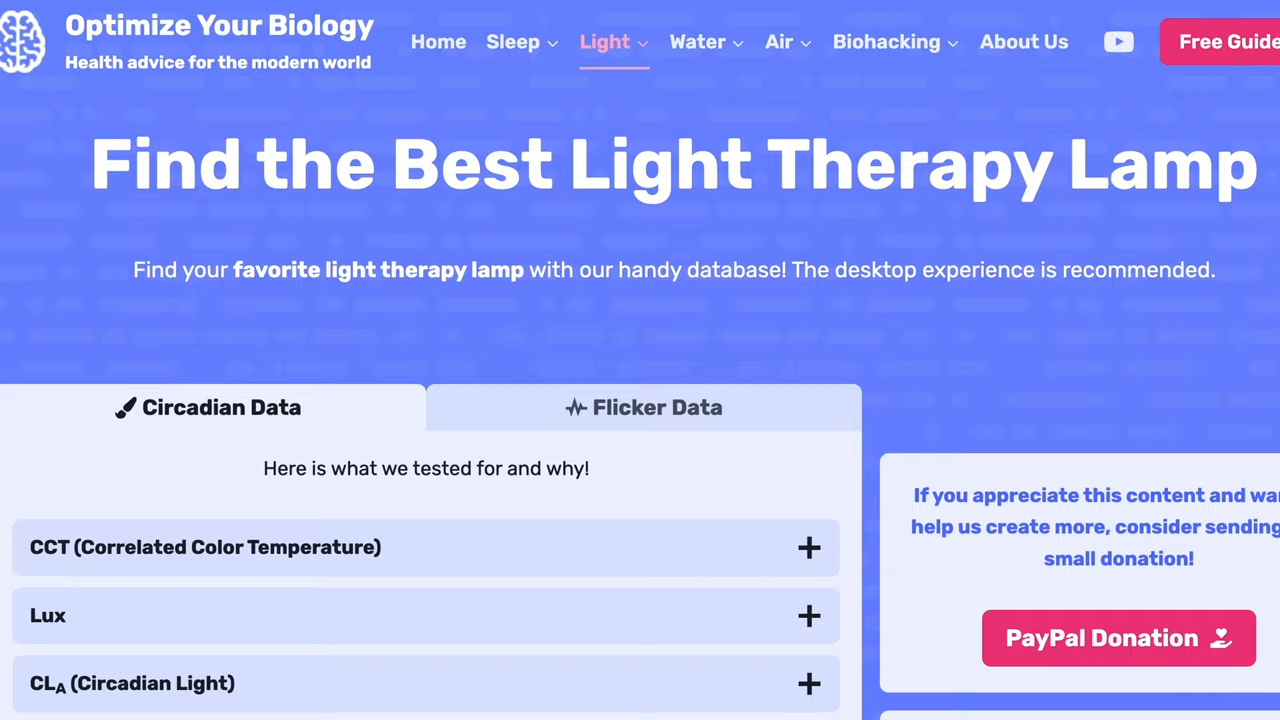 Optimize Your Biology
Health advice for the modern world
Home Sleep Light Water Air Biohacking About Us Free Guide
Find the Best Light Therapy Lamp
Find your favorite light therapy lamp with our handy database! The desktop experience is recommended.
Circadian Data
Flicker Data
Here is what we tested for and why!
CCT (Correlated Color Temperature)
Lux
CLA (Circadian Light)
If you appreciate this content and
help us create more, consider sending
small donation!
PayPal Donation